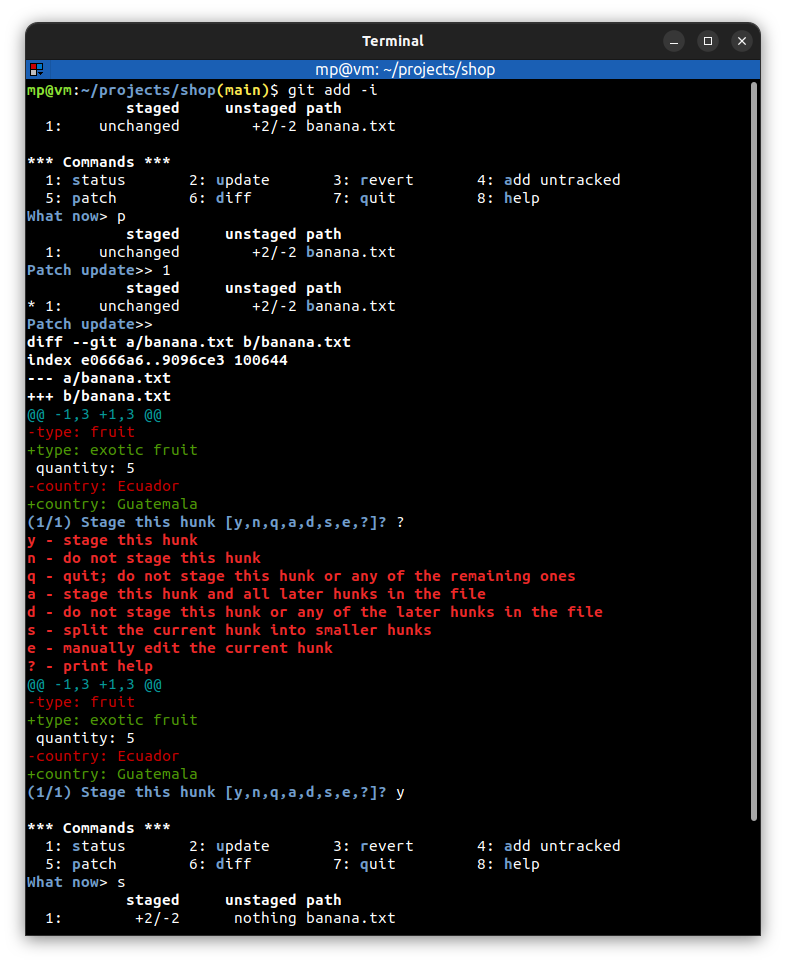 Terminal
mp@vm: ~/projects/shop
mp@vm:~/projects/shop(main)$ git add -i
           staged     unstaged path
  1:    unchanged        +2/-2 banana.txt

*** Commands ***
  1: status       2: update       3: revert       4: add untracked
  5: patch        6: diff         7: quit         8: help
What now> p
           staged     unstaged path
  1:    unchanged        +2/-2 banana.txt
Patch update>> 1
           staged     unstaged path
* 1:    unchanged        +2/-2 banana.txt
Patch update>>
diff --git a/banana.txt b/banana.txt
index e0666a6..9096ce3 100644
--- a/banana.txt
+++ b/banana.txt
@@ -1,3 +1,3 @@
-type: fruit
+type: exotic fruit
 quantity: 5
-country: Ecuador
+country: Guatemala
(1/1) Stage this hunk [y,n,q,a,d,s,e,?]? ?
y - stage this hunk
n - do not stage this hunk
q - quit; do not stage this hunk or any of the remaining ones
a - stage this hunk and all later hunks in the file
d - do not stage this hunk or any of the later hunks in the file
s - split the current hunk into smaller hunks
e - manually edit the current hunk
? - print help
@@ -1,3 +1,3 @@
-type: fruit
+type: exotic fruit
 quantity: 5
-country: Ecuador
+country: Guatemala
(1/1) Stage this hunk [y,n,q,a,d,s,e,?]? y

*** Commands ***
  1: status       2: update       3: revert       4: add untracked
  5: patch        6: diff         7: quit         8: help
What now> s
           staged     unstaged path
  1:        +2/-2      nothing banana.txt